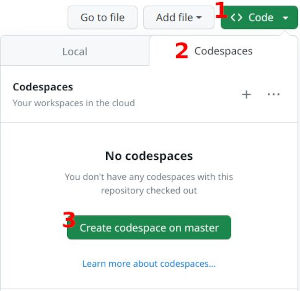 Go to file Add file 1 <> Code
Local 2 Codespaces
Codespaces
Your workspaces in the cloud
No codespaces
You don't have any codespaces with this
repository checked out
3 Create codespace on master
Learn more about codespaces...